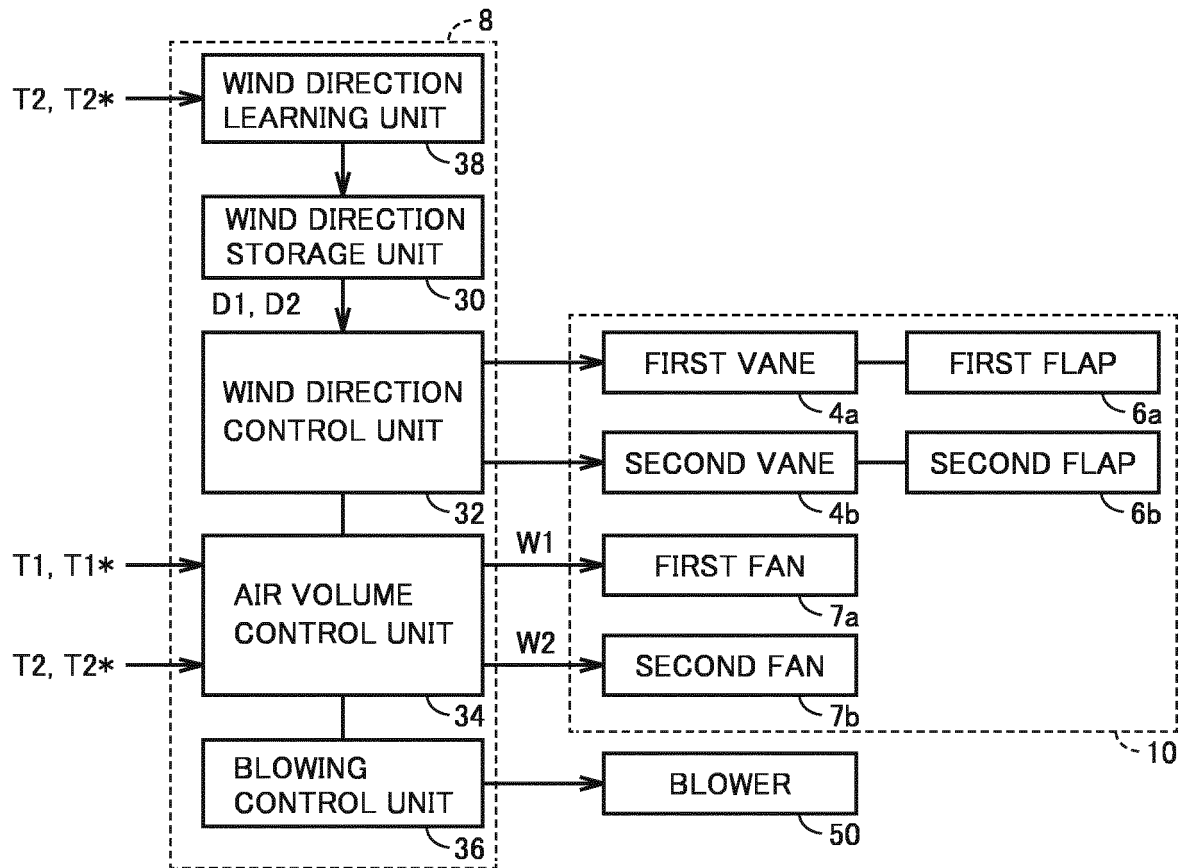 8
T2, T2*
WIND DIRECTION
LEARNING UNIT
38
WIND DIRECTION
STORAGE UNIT
30
D1, D2
WIND DIRECTION
CONTROL UNIT
32
FIRST VANE
4a
FIRST FLAP
6a
SECOND VANE
4b
SECOND FLAP
6b
T1, T1*
T2, T2*
AIR VOLUME
CONTROL UNIT
34
W1
FIRST FAN
7a
W2
SECOND FAN
7b
10
BLOWING
CONTROL UNIT
36
BLOWER
50